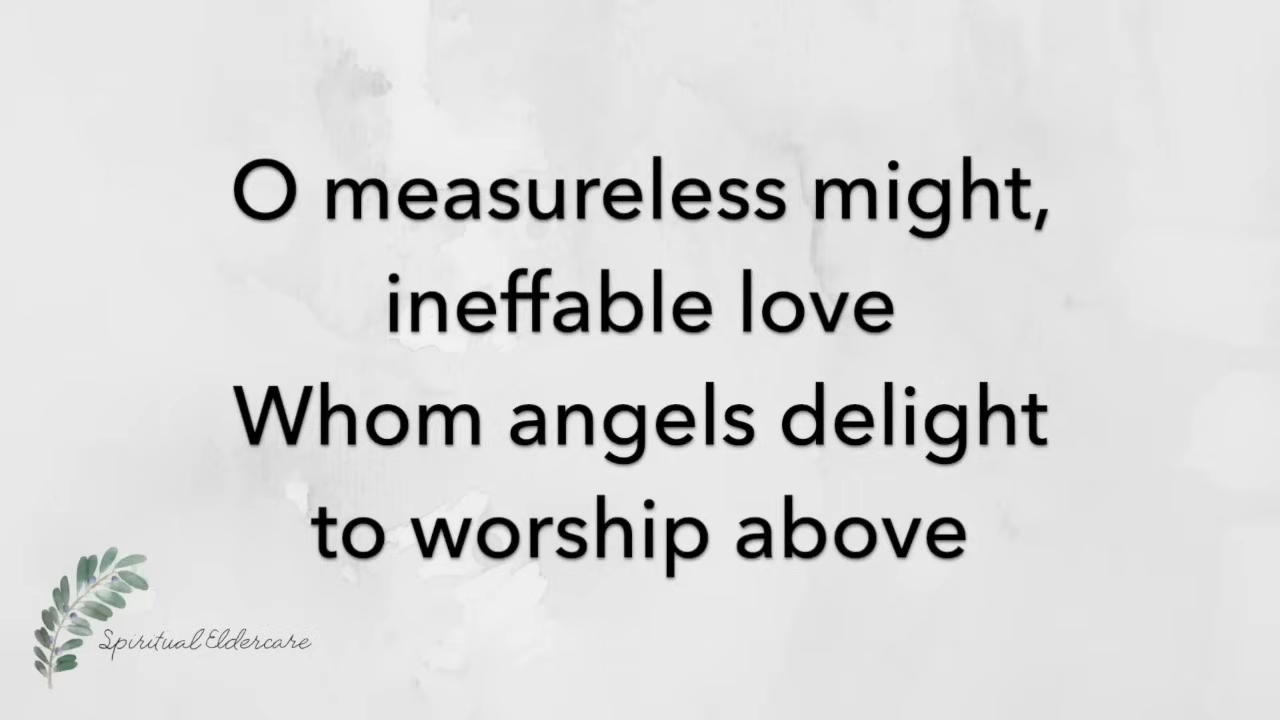 O measureless might,
ineffable love
Whom angels delight
to worship above
Spiritual Eldercare